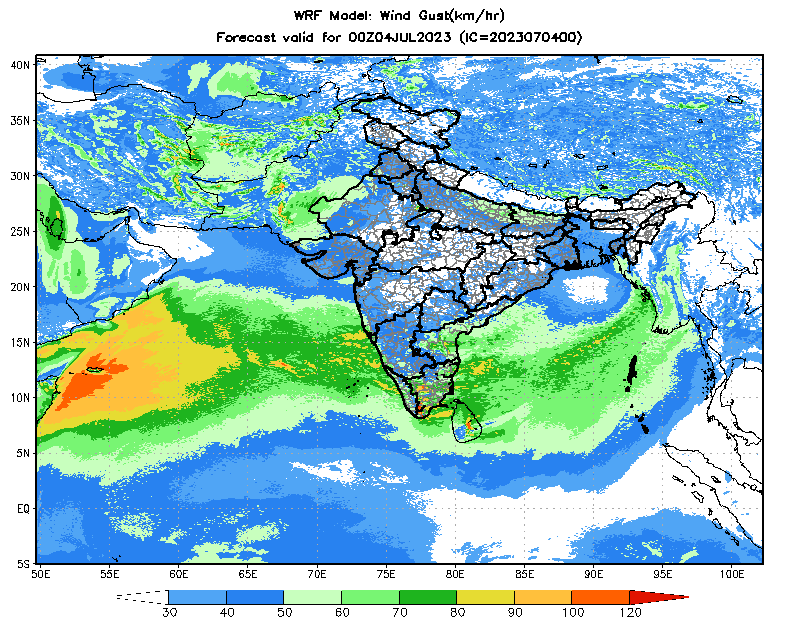 WRF Model: Wind Gust(km/hr)
Forecast valid for 00Z04JUL2023 (IC=2023070400)
40N
35N
30N
25N
20N
15N
10N
5N
EQ
5S
50E 55E 60E 65E 70E 75E 80E 85E 90E 95E 100E
30 40 50 60 70 80 90 100 120